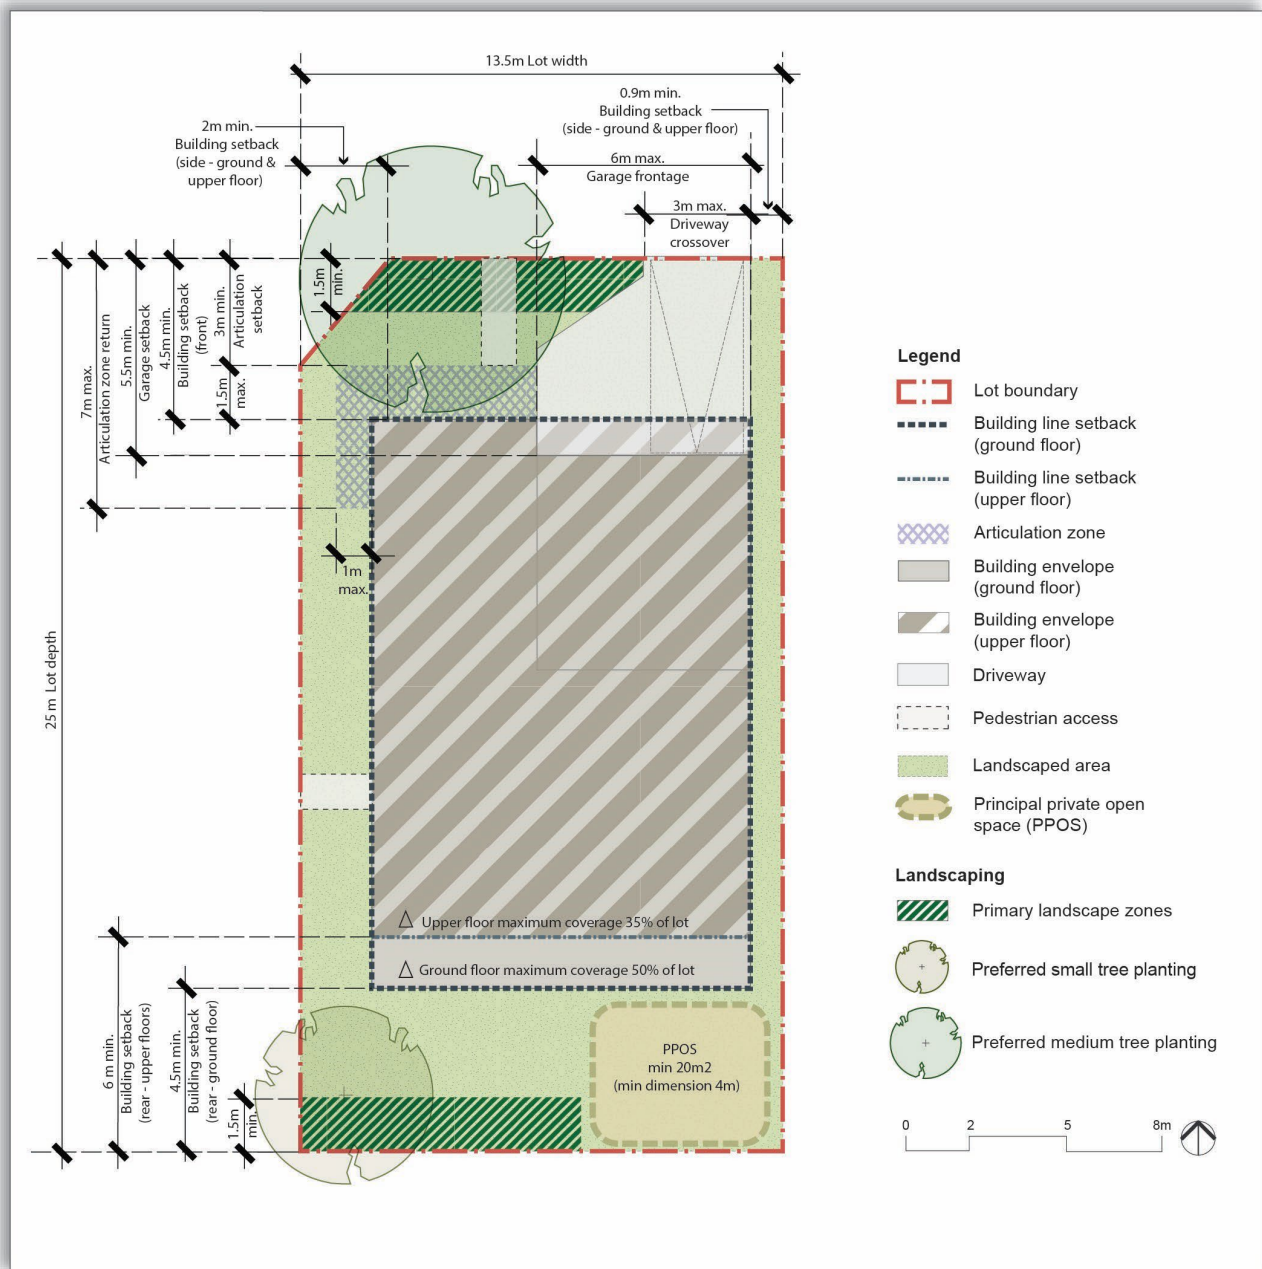 13.5m Lot width
0.9m min.
Building setback
(side - ground & upper floor)
2m min.
Building setback
(side - ground &
upper floor)
6m max.
Garage frontage
3m max.
Driveway
crossover
7m max.
Articulation zone return
5.5m min.
Garage setback
4.5m min.
Building setback
(front)
3m min.
Articulation
setback
1.5m
max.
1.5m
min.
1m
max.
25 m Lot depth
Upper floor maximum coverage 35% of lot
Ground floor maximum coverage 50% of lot
6 m min.
Building setback
(rear - upper floors)
4.5m min.
Building setback
(rear - ground floor)
1.5m
min.
PPOS
min 20m2
(min dimension 4m)
Legend
Lot boundary
Building line setback
(ground floor)
Building line setback
(upper floor)
Articulation zone
Building envelope
(ground floor)
Building envelope
(upper floor)
Driveway
Pedestrian access
Landscaped area
Principal private open
space (PPOS)
Landscaping
Primary landscape zones
Preferred small tree planting
Preferred medium tree planting
0 2 5 8m